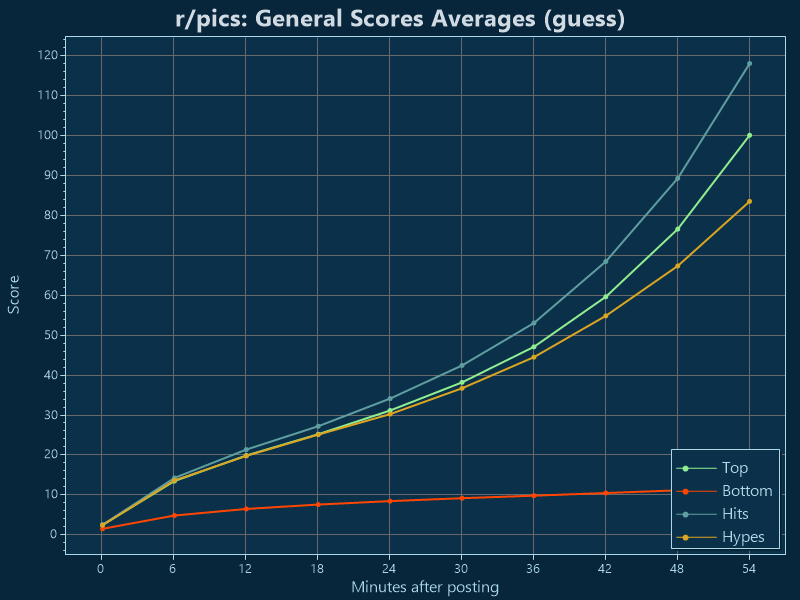 r/pics: General Scores Averages (guess)
120
110
100
90
80
70
60
50
40
30
20
10
0
Score
Top
Bottom
Hits
Hypes
0 6 12 18 24 30 36 42 48 54
Minutes after posting